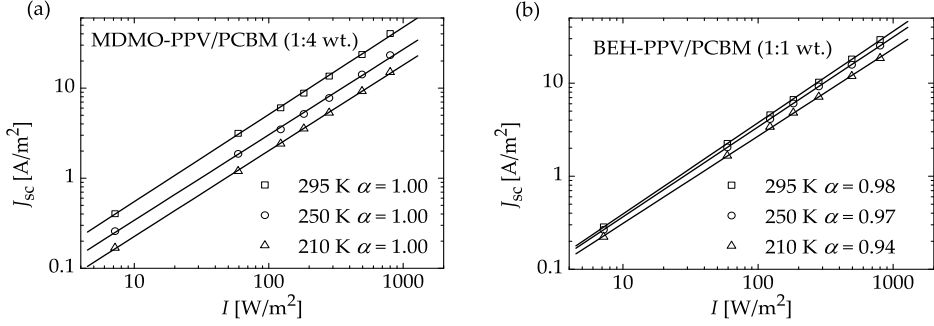 (a)
MDMO-PPV/PCBM (1:4 wt.)
10
1
0.1
J_sc [A/m²]
295 K α = 1.00
250 K α = 1.00
210 K α = 1.00
10
100
1000
I [W/m²]
(b)
BEH-PPV/PCBM (1:1 wt.)
10
1
0.1
J_sc [A/m²]
295 K α = 0.98
250 K α = 0.97
210 K α = 0.94
10
100
1000
I [W/m²]